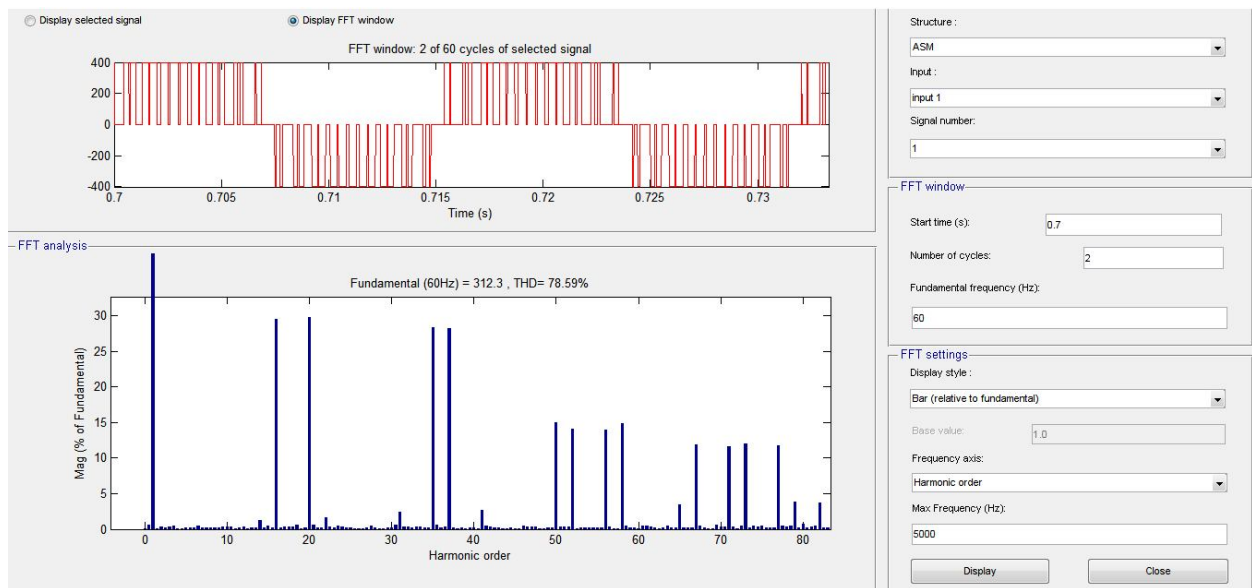 Display selected signal
Display FFT window
FFT window: 2 of 60 cycles of selected signal
400
200
0
-200
-400
0.7 0.705 0.71 0.715 0.72 0.725 0.73
Time (s)
FFT analysis
Fundamental (60Hz) = 312.3 , THD= 78.59%
Mag (% of Fundamental)
30
25
20
15
10
5
0
0 10 20 30 40 50 60 70 80
Harmonic order
Structure :
ASM
Input :
input 1
Signal number:
1
FFT window
Start time (s): 0.7
Number of cycles: 2
Fundamental frequency (Hz):
60
FFT settings
Display style :
Bar (relative to fundamental)
Base value: 1.0
Frequency axis:
Harmonic order
Max Frequency (Hz):
5000
Display Close